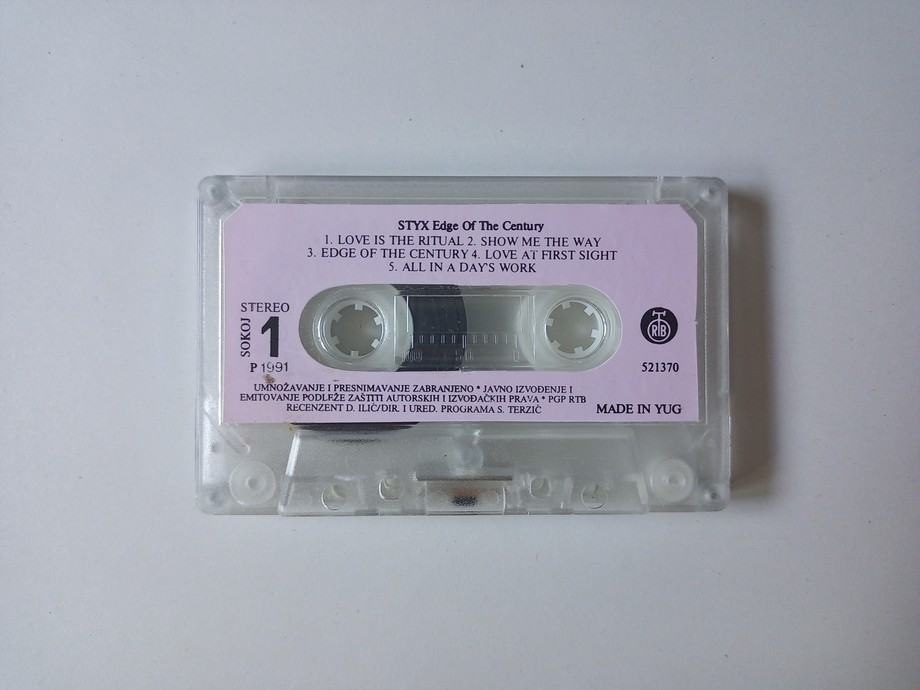 STYX Edge Of The Century
1. LOVE IS THE RITUAL 2. SHOW ME THE WAY
3. EDGE OF THE CENTURY 4. LOVE AT FIRST SIGHT
5. ALL IN A DAY'S WORK
STEREO
SOKOJ
1
P 1991
RTB
521370
UMNOŽAVANJE I PRESNIMAVANJE ZABRANJENO * JAVNO IZVOĐENJE I
EMITOVANJE PODLEŽE ZAŠTITI AUTORSKIH I IZVOĐAČKIH PRAVA * PGP RTB
RECENZENT D. ILIĆ/DIR. I URED. PROGRAMA S. TERZIĆ
MADE IN YUG